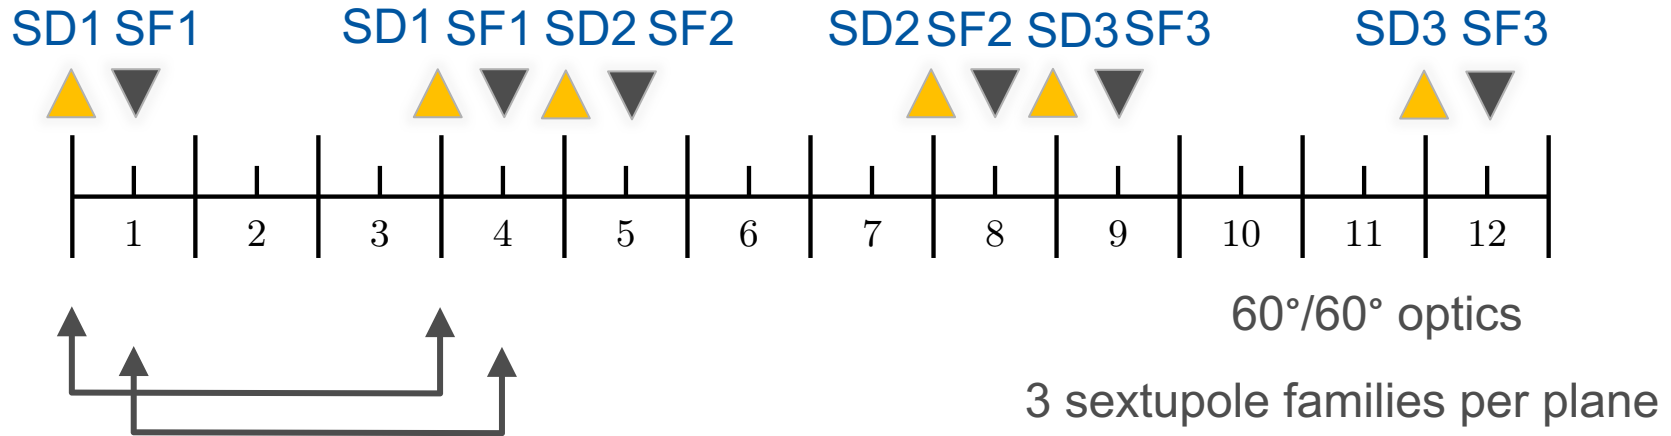 SD1 SF1 SD1 SF1 SD2 SF2 SD2 SF2 SD3 SF3 SD3 SF3
1 2 3 4 5 6 7 8 9 10 11 12
60°/60° optics
3 sextupole families per plane